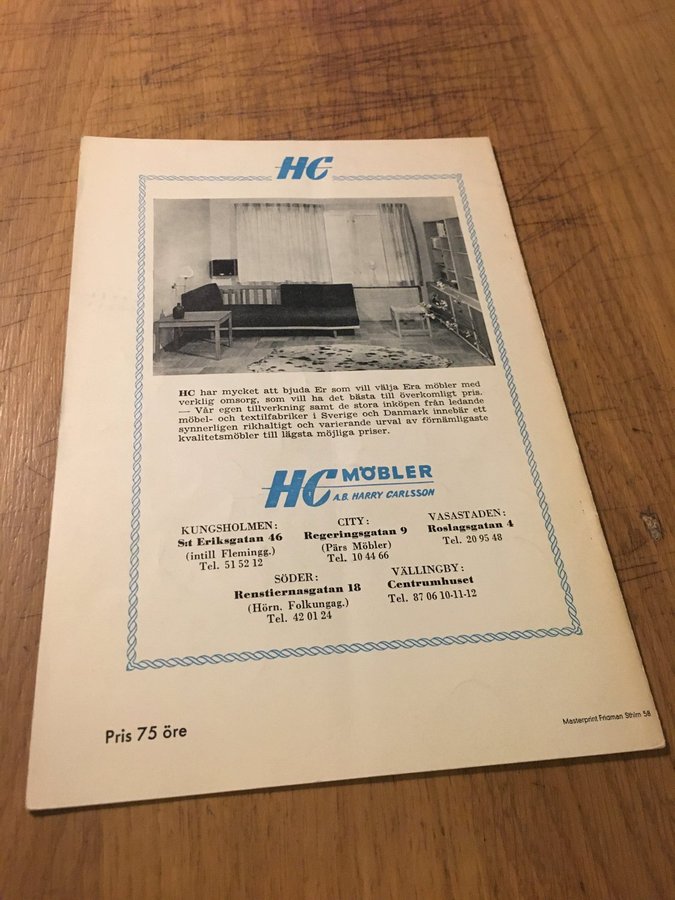 HC
HC har mycket att bjuda Er som vill välja Era möbler med
verklig omsorg, som vill ha det bästa till överkomligt pris.
— Vår egen tillverkning samt de stora inköpen från ledande
möbel- och textilfabriker i Sverige och Danmark innebär ett
synnerligen rikhaltigt och varierande urval av förnämligaste
kvalitetsmöbler till lägsta möjliga priser.
HC MÖBLER
A.B. HARRY CARLSSON
KUNGSHOLMEN:
S:t Eriksgatan 46
(intill Flemingg.)
Tel. 51 52 12
CITY:
Regeringsgatan 9
(Pärs Möbler)
Tel. 10 44 66
VASASTADEN:
Roslagsgatan 4
Tel. 20 95 48
SÖDER:
Renstiernasgatan 18
(Hörn. Folkungag.)
Tel. 42 01 24
VÄLLINGBY:
Centrumhuset
Tel. 87 06 10-11-12
Pris 75 öre
Masterprint Fridman Sthlm 58